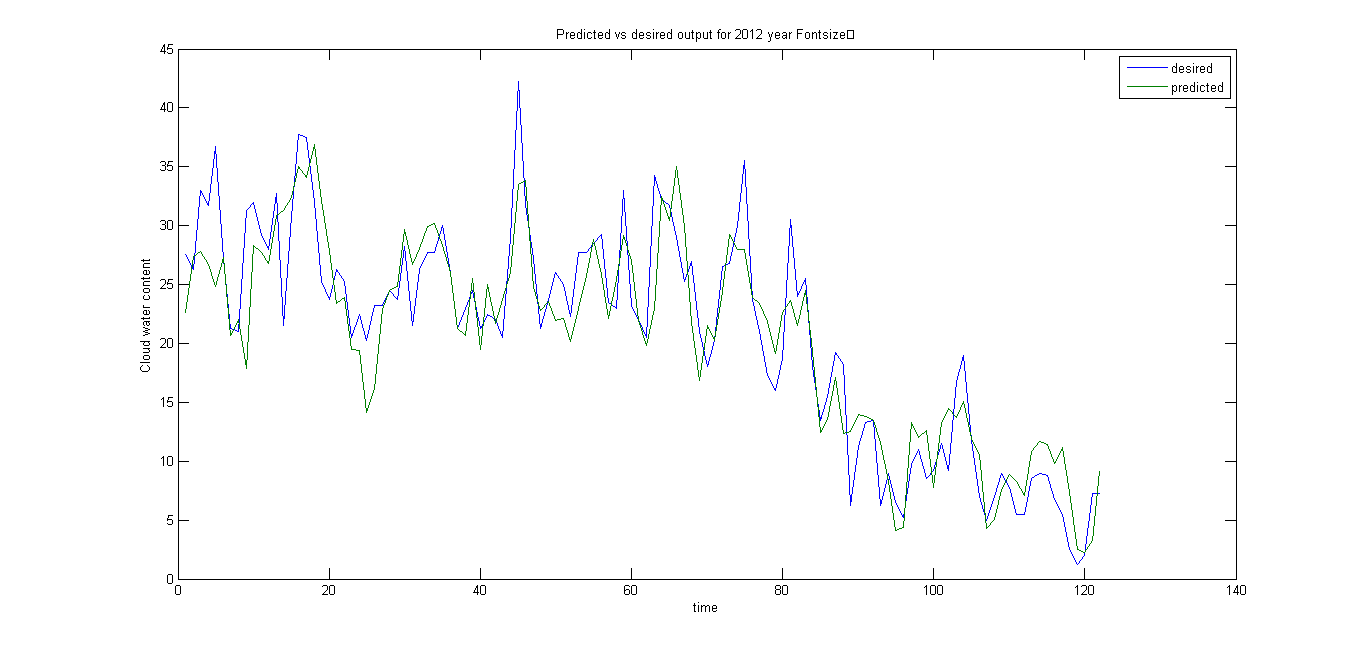 Predicted vs desired output for 2012 year Fontsize
desired
predicted
45
40
35
30
25
20
15
10
5
0
Cloud water content
0 20 40 60 80 100 120 140
time